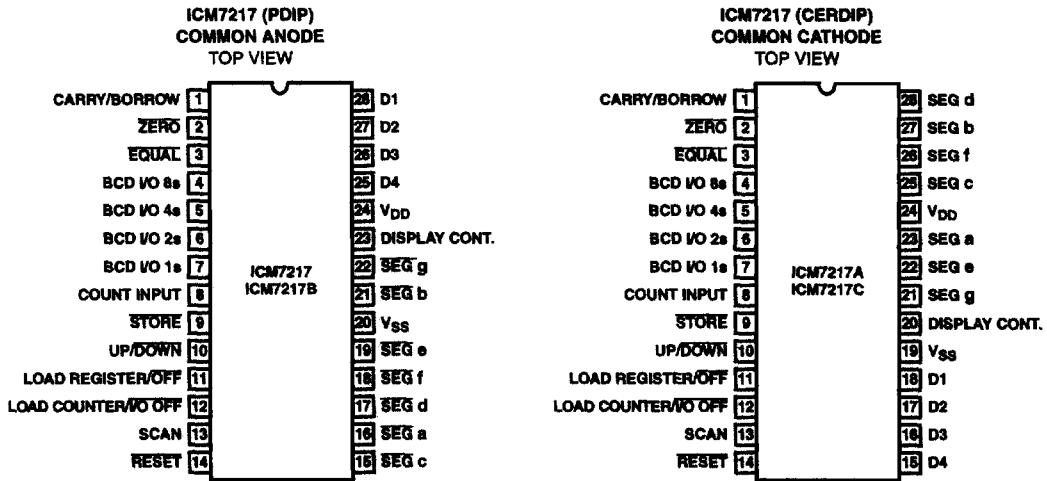 ICM7217 (PDIP)
COMMON ANODE
TOP VIEW
CARRY/BORROW 1 28 D1
ZERO 2 27 D2
EQUAL 3 26 D3
BCD I/O 8s 4 25 D4
BCD I/O 4s 5 24 VDD
BCD I/O 2s 6 23 DISPLAY CONT.
BCD I/O 1s 7 22 SEG g
COUNT INPUT 8 21 SEG b
STORE 9 20 VSS
UP/DOWN 10 19 SEG e
LOAD REGISTER/OFF 11 18 SEG f
LOAD COUNTER/I/O OFF 12 17 SEG d
SCAN 13 16 SEG a
RESET 14 15 SEG c
ICM7217
ICM7217B
ICM7217 (CERDIP)
COMMON CATHODE
TOP VIEW
CARRY/BORROW 1 28 SEG d
ZERO 2 27 SEG b
EQUAL 3 26 SEG f
BCD I/O 8s 4 25 SEG c
BCD I/O 4s 5 24 VDD
BCD I/O 2s 6 23 SEG a
BCD I/O 1s 7 22 SEG e
COUNT INPUT 8 21 SEG g
STORE 9 20 DISPLAY CONT.
UP/DOWN 10 19 VSS
LOAD REGISTER/OFF 11 18 D1
LOAD COUNTER/I/O OFF 12 17 D2
SCAN 13 16 D3
RESET 14 15 D4
ICM7217A
ICM7217C